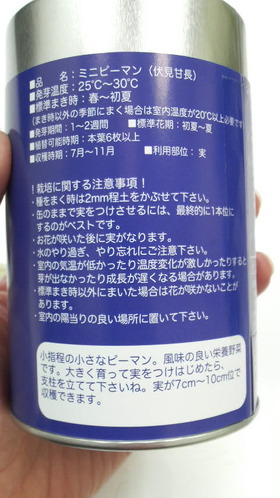 ■品　名：ミニピーマン（伏見甘長）
■発芽温度：25℃～30℃
■標準まき時：春～初夏
(まき時以外の季節にまく場合は室内温度が20℃以上必要です)
■発芽期間：1～2週間　■標準花期：初夏～夏
■植替可能時期：本葉6枚以上
■収穫時期：7月～11月　■利用部位：実
！栽培に関する注意事項！
・種をまく時は2mm程土をかぶせて下さい。
・缶のままで実をつけさせるには、最終的に1本位に
するのがベストです。
・お花が咲いた後に実がなります。
・水のやり過ぎ、やり忘れにご注意下さい。
・室内の気温が低かったり温度変化が激しかったりすると
芽が出なかったり成長が遅くなる場合があります。
・標準まき時以外にまいた場合は花が咲かないことが
あります。
・室内の陽当りの良い場所に置いて下さい。
小指程の小さなピーマン。風味の良い栄養野菜
です。大きく育って実をつけはじめたら、
支柱を立てて下さいね。実が7cm～10cm位で
収穫できます。